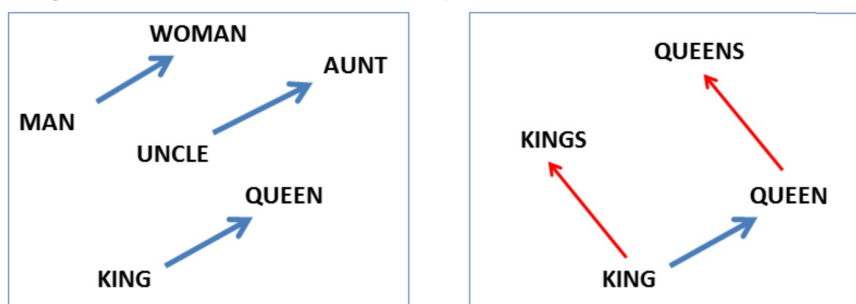 WOMAN
AUNT
MAN
UNCLE
QUEEN
KING
QUEENS
KINGS
QUEEN
KING